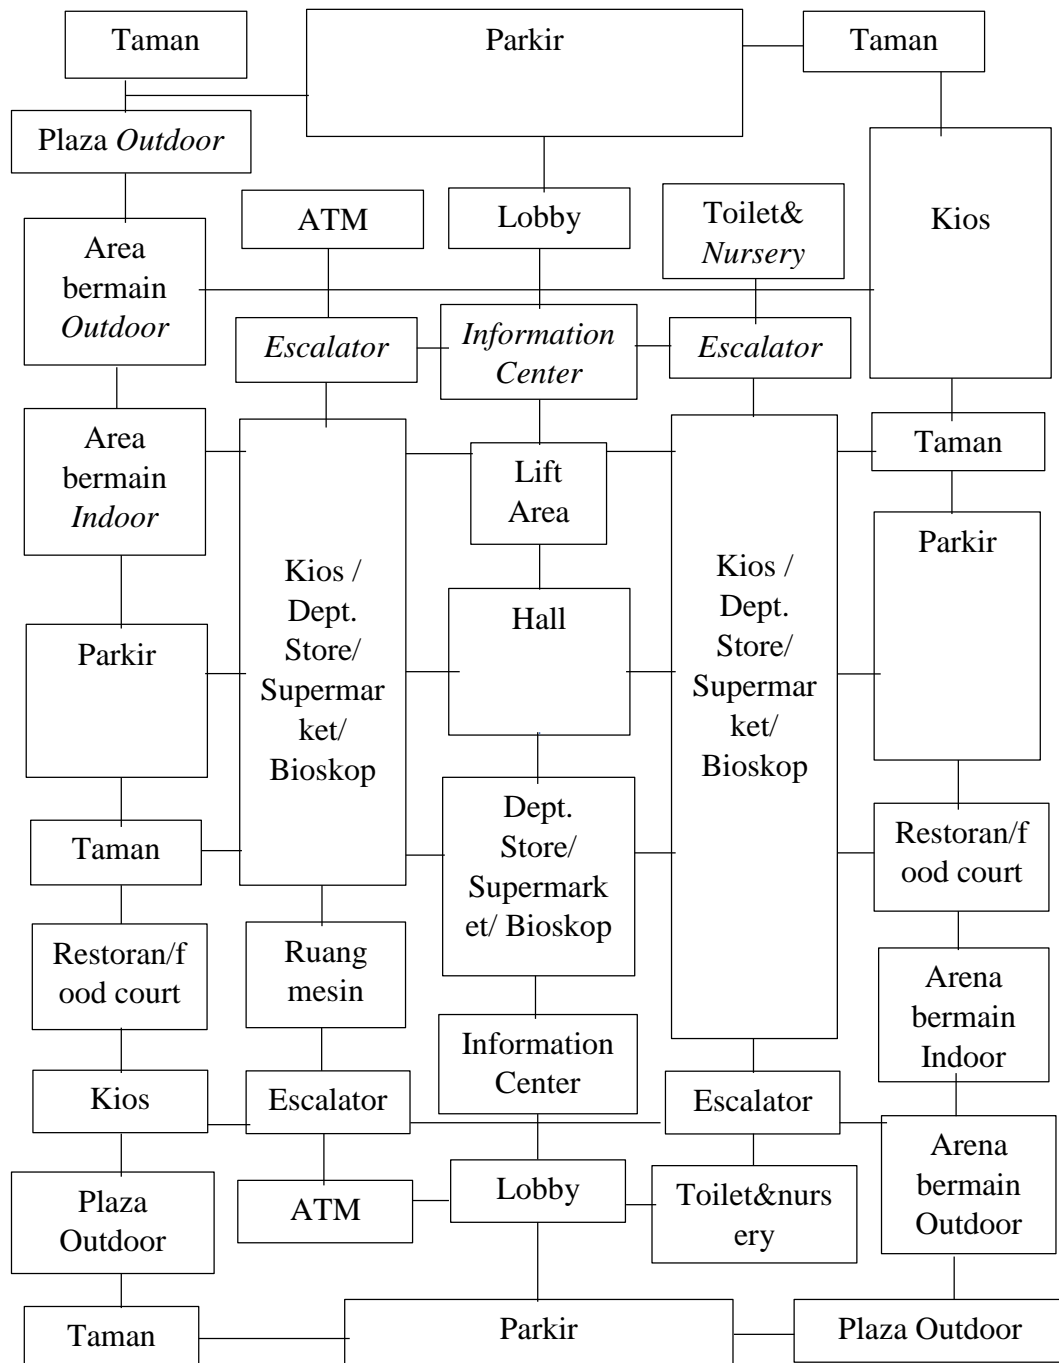 Taman
Parkir
Taman
Plaza Outdoor
ATM
Lobby
Toilet&
Nursery
Kios
Area
bermain
Outdoor
Escalator
Information
Center
Escalator
Area
bermain
Indoor
Lift
Area
Taman
Kios /
Dept.
Store/
Supermar
ket/
Bioskop
Hall
Kios /
Dept.
Store/
Supermar
ket/
Bioskop
Parkir
Parkir
Taman
Dept.
Store/
Supermark
et/ Bioskop
Restoran/f
ood court
Restoran/f
ood court
Ruang
mesin
Information
Center
Arena
bermain
Indoor
Kios
Escalator
Escalator
Arena
bermain
Outdoor
Plaza
Outdoor
ATM
Lobby
Toilet&nurs
ery
Taman
Parkir
Plaza Outdoor